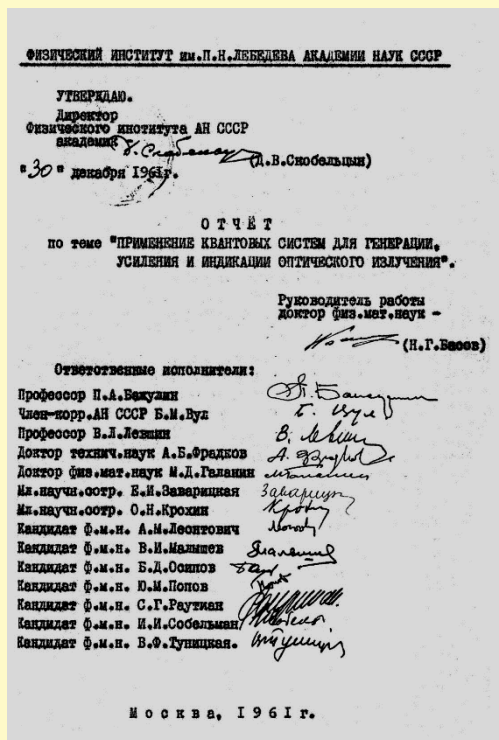 ФИЗИЧЕСКИЙ ИНСТИТУТ им.П.Н.ЛЕБЕДЕВА АКАДЕМИИ НАУК СССР
УТВЕРЖДАЮ.
Директор
Физического института АН СССР
академик
(Д.В.Скобельцын)
"30" декабря 1961г.
ОТЧЁТ
по теме "ПРИМЕНЕНИЕ КВАНТОВЫХ СИСТЕМ ДЛЯ ГЕНЕРАЦИИ,
УСИЛЕНИЯ И ИНДИКАЦИИ ОПТИЧЕСКОГО ИЗЛУЧЕНИЯ".
Руководитель работы
доктор физ.мат.наук -
(Н.Г.Басов)
Ответственные исполнители:
Профессор П.А.Бажулин
Член-корр.АН СССР Б.М.Вул Б. Вул
Профессор В.Л.Левшин
Доктор технич.наук А.Б.Фрадков
Доктор физ.мат.наук М.Д.Галанин
Мл.научн.сотр. Е.И.Заварицкая
Мл.научн.сотр. О.Н.Крохин
Кандидат ф.м.н. А.М.Леонтович
Кандидат ф.м.н. В.И.Малышев
Кандидат ф.м.н. Б.Д.Осипов
Кандидат ф.м.н. Ю.М.Попов
Кандидат ф.м.н. С.Г.Раутиан
Кандидат ф.м.н. И.И.Собельман
Кандидат ф.м.н. В.Ф.Туницкая.
Москва, 1961г.